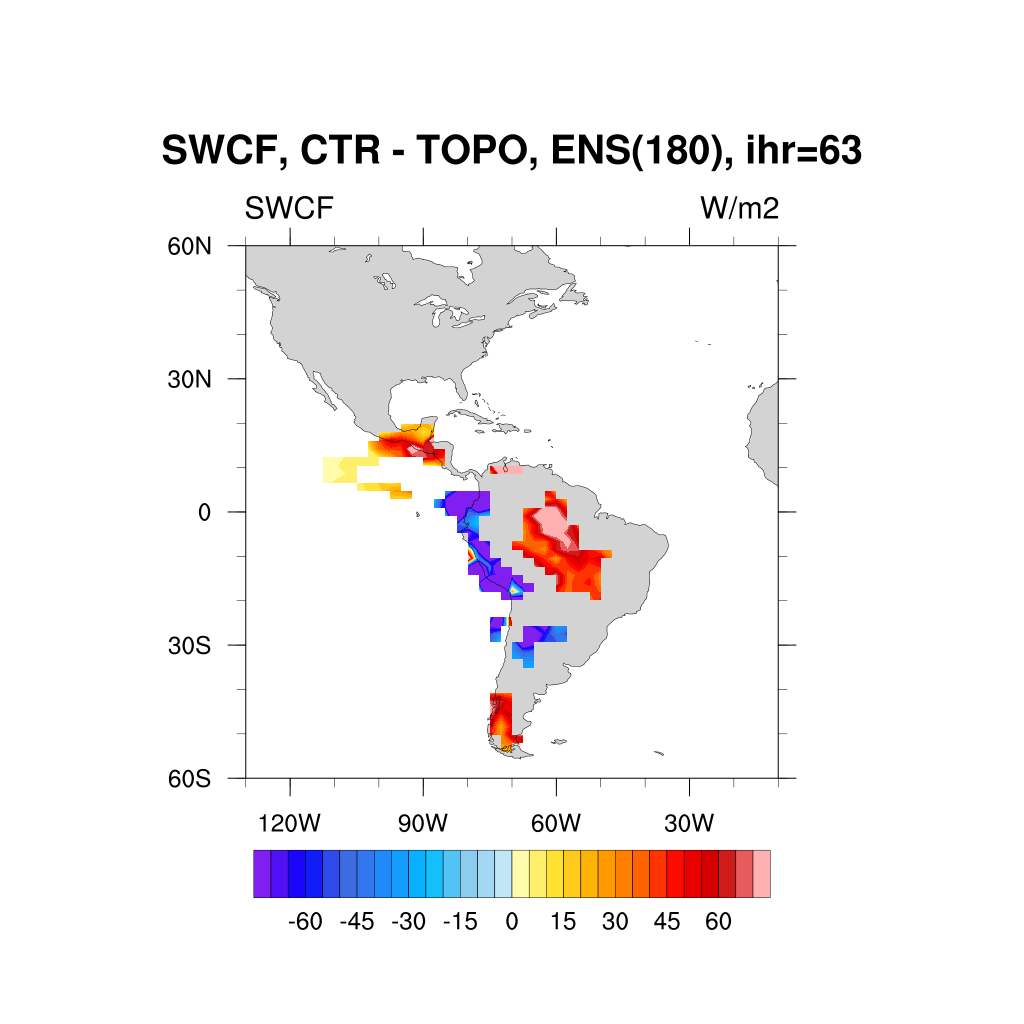 SWCF, CTR - TOPO, ENS(180), ihr=63
SWCF W/m2
60N
30N
0
30S
60S
120W 90W 60W 30W
-60 -45 -30 -15 0 15 30 45 60